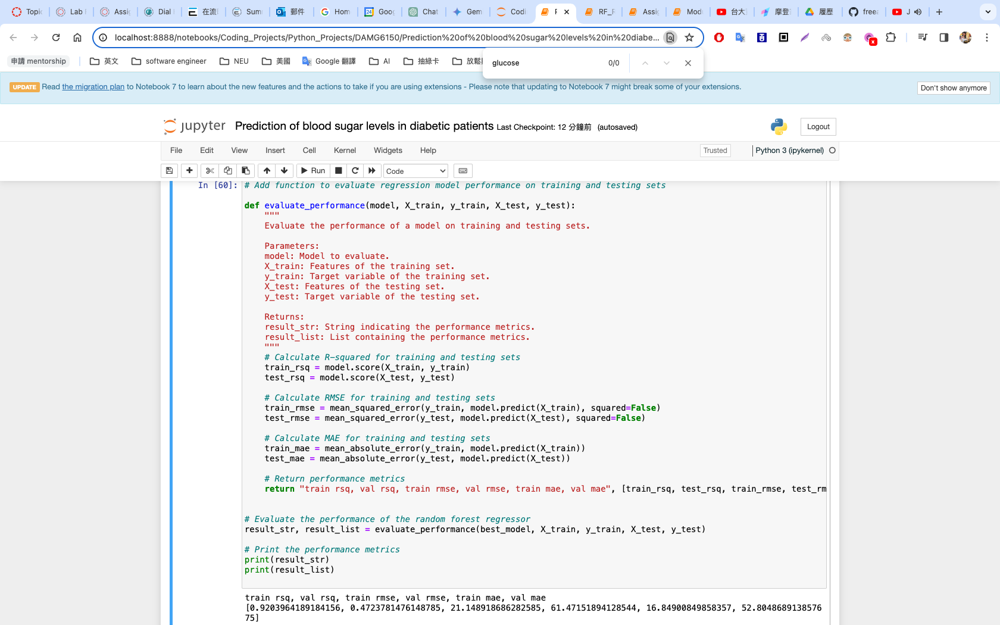 Topic
Lab
Assi
Dial
在流
Sum
郵件
Hom
24
Goog
Chat
Gem
Codi
RF_R
Assi
Mod
台大
摩登
履歷
freea
J
localhost:8888/notebooks/Coding_Projects/Python_Projects/DAMG6150/Prediction%20of%20blood%20sugar%20levels%20in%20diabe...
申請 mentorship
英文
software engineer
NEU
美國
Google 翻譯
AI
抽綠卡
放鬆
glucose
0/0
UPDATE Read the migration plan to Notebook 7 to learn about the new features and the actions to take if you are using extensions - Please note that updating to Notebook 7 might break some of your extensions.
Don't show anymore
jupyter Prediction of blood sugar levels in diabetic patients Last Checkpoint: 12 分鐘前 (autosaved)
Logout
File Edit View Insert Cell Kernel Widgets Help
Trusted
Python 3 (ipykernel)
Run
Code
In [60]: # Add function to evaluate regression model performance on training and testing sets
def evaluate_performance(model, X_train, y_train, X_test, y_test):
"""
Evaluate the performance of a model on training and testing sets.
Parameters:
model: Model to evaluate.
X_train: Features of the training set.
y_train: Target variable of the training set.
X_test: Features of the testing set.
y_test: Target variable of the testing set.
Returns:
result_str: String indicating the performance metrics.
result_list: List containing the performance metrics.
"""
# Calculate R-squared for training and testing sets
train_rsq = model.score(X_train, y_train)
test_rsq = model.score(X_test, y_test)
# Calculate RMSE for training and testing sets
train_rmse = mean_squared_error(y_train, model.predict(X_train), squared=False)
test_rmse = mean_squared_error(y_test, model.predict(X_test), squared=False)
# Calculate MAE for training and testing sets
train_mae = mean_absolute_error(y_train, model.predict(X_train))
test_mae = mean_absolute_error(y_test, model.predict(X_test))
# Return performance metrics
return "train rsq, val rsq, train rmse, val rmse, train mae, val mae", [train_rsq, test_rsq, train_rmse, test_rm
# Evaluate the performance of the random forest regressor
result_str, result_list = evaluate_performance(best_model, X_train, y_train, X_test, y_test)
# Print the performance metrics
print(result_str)
print(result_list)
train rsq, val rsq, train rmse, val rmse, train mae, val mae
[0.9203964189184156, 0.4723781476148785, 21.148918686282585, 61.47151894128544, 16.84900849858357, 52.8048689138576
75]